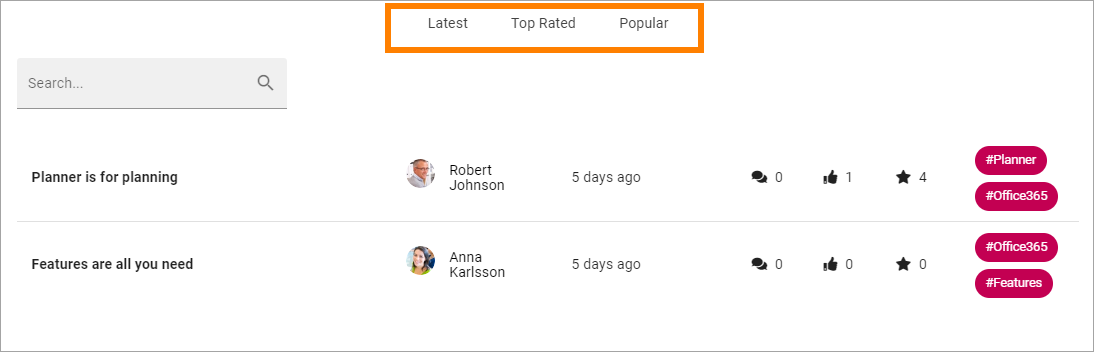 Latest Top Rated Popular
Search...
Planner is for planning
Robert
Johnson
5 days ago
0
1
4
#Planner
#Office365
Features are all you need
Anna
Karlsson
5 days ago
0
0
0
#Office365
#Features